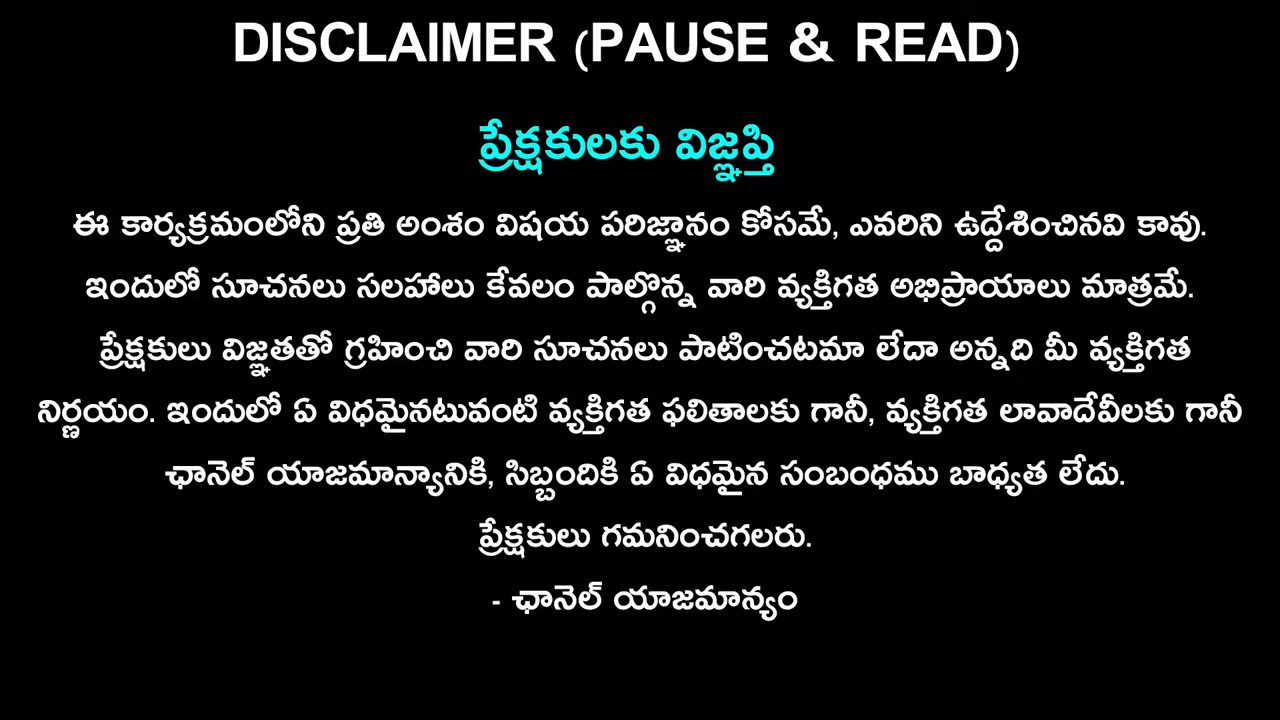 DISCLAIMER (PAUSE & READ)
ప్రేక్షకులకు విజ్ఞప్తి
ఈ కార్యక్రమంలోని ప్రతి అంశం విషయ పరిజ్ఞానం కోసమే, ఎవరిని ఉద్దేశించినవి కావు.
ఇందులో సూచనలు సలహాలు కేవలం పాల్గొన్న వారి వ్యక్తిగత అభిప్రాయాలు మాత్రమే.
ప్రేక్షకులు విజ్ఞతతో గ్రహించి వారి సూచనలు పాటించటమా లేదా అన్నది మీ వ్యక్తిగత
నిర్ణయం. ఇందులో ఏ విధమైనటువంటి వ్యక్తిగత ఫలితాలకు గానీ, వ్యక్తిగత లావాదేవీలకు గానీ
ఛానెల్ యాజమాన్యానికి, సిబ్బందికి ఏ విధమైన సంబంధము బాధ్యత లేదు.
ప్రేక్షకులు గమనించగలరు.
- ఛానెల్ యాజమాన్యం